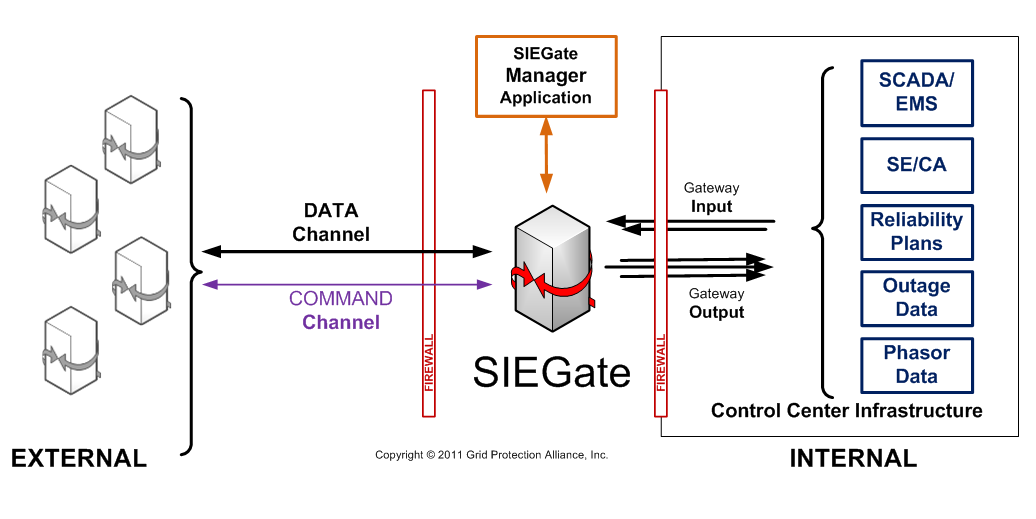 SIEGate
Manager
Application
SCADA/
EMS
SE/CA
Reliability
Plans
Outage
Data
Phasor
Data
Gateway
Input
Gateway
Output
DATA
Channel
COMMAND
Channel
FIREWALL
FIREWALL
SIEGate
Control Center Infrastructure
EXTERNAL
Copyright © 2011 Grid Protection Alliance, Inc.
INTERNAL